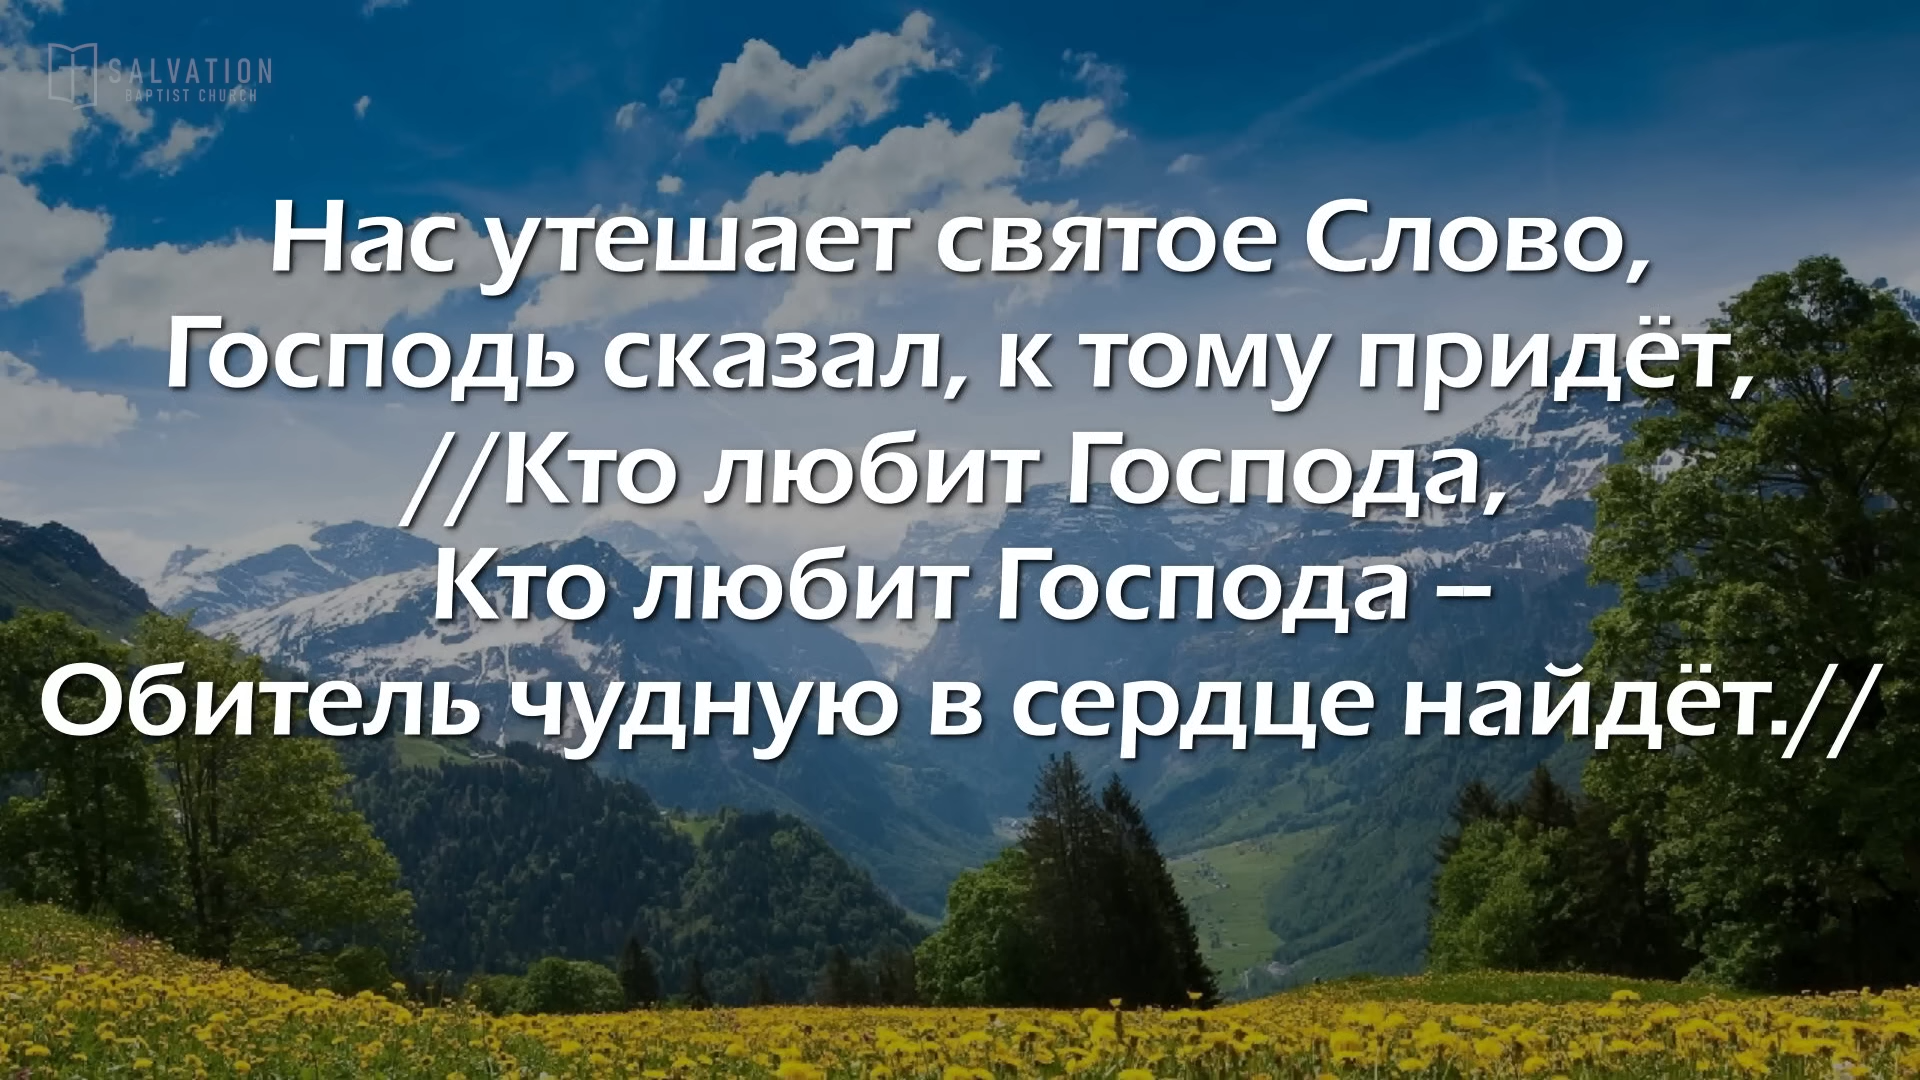 SALVATION
BAPTIST CHURCH
Нас утешает святое Слово,
Господь сказал, к тому придёт,
//Кто любит Господа,
Кто любит Господа –
Обитель чудную в сердце найдёт.//